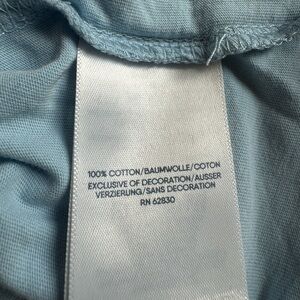 100% COTTON/BAUMWOLLE/COTON
EXCLUSIVE OF DECORATION/AUSSER
VERZIERUNG/SANS DECORATION
RN 62830